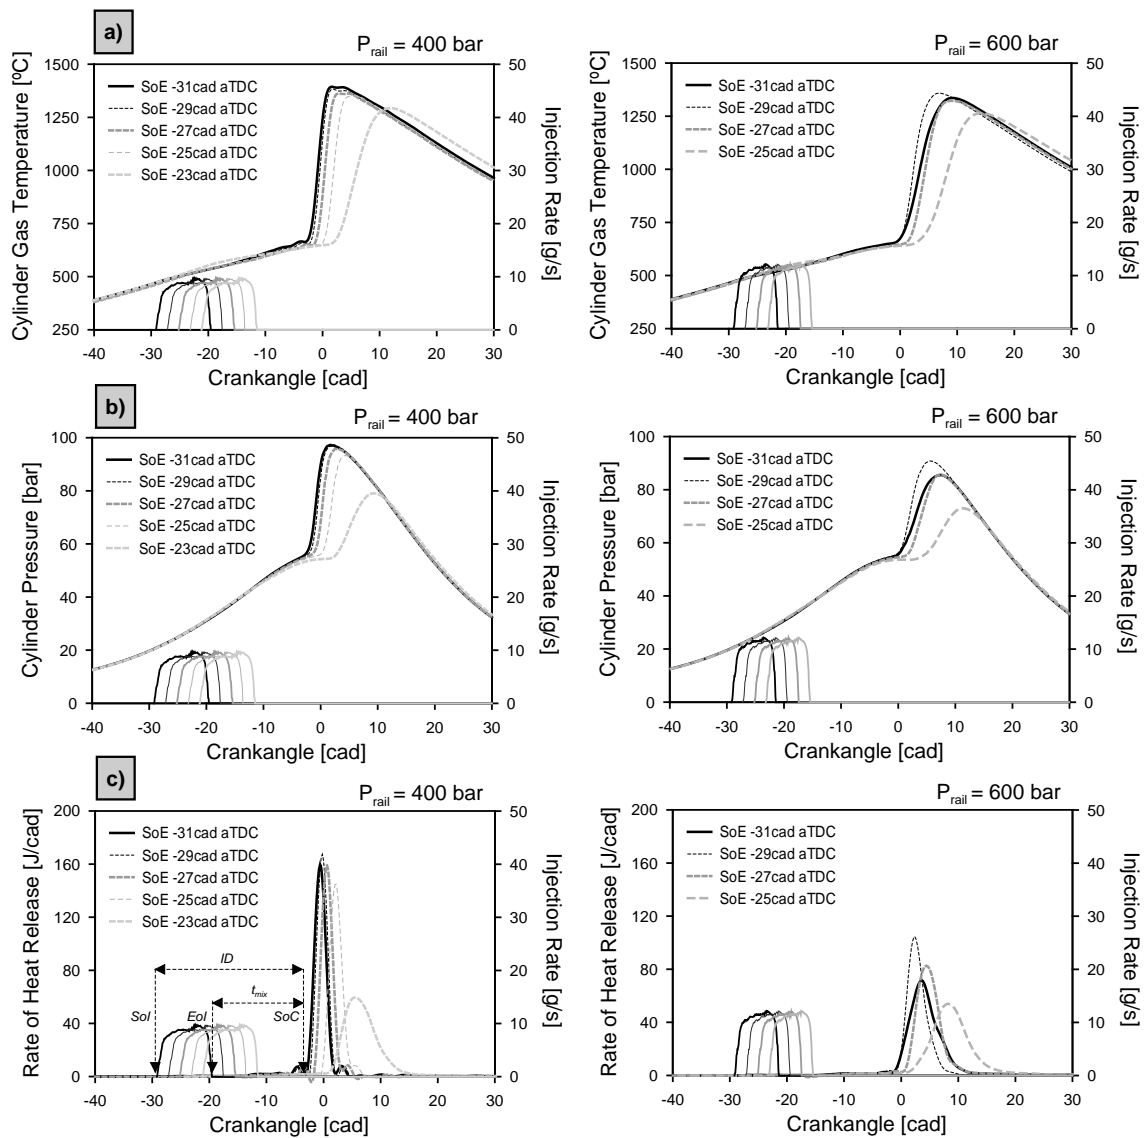 a)
P_rail = 400 bar
Cylinder Gas Temperature [ºC]
1500
1250
1000
750
500
250
SoE -31cad aTDC
SoE -29cad aTDC
SoE -27cad aTDC
SoE -25cad aTDC
SoE -23cad aTDC
50
40
30
20
10
0
Injection Rate [g/s]
-40 -30 -20 -10 0 10 20 30
Crankangle [cad]
P_rail = 600 bar
Cylinder Gas Temperature [ºC]
1500
1250
1000
750
500
250
SoE -31cad aTDC
SoE -29cad aTDC
SoE -27cad aTDC
SoE -25cad aTDC
50
40
30
20
10
0
Injection Rate [g/s]
-40 -30 -20 -10 0 10 20 30
Crankangle [cad]
b)
P_rail = 400 bar
Cylinder Pressure [bar]
100
80
60
40
20
0
SoE -31cad aTDC
SoE -29cad aTDC
SoE -27cad aTDC
SoE -25cad aTDC
SoE -23cad aTDC
50
40
30
20
10
0
Injection Rate [g/s]
-40 -30 -20 -10 0 10 20 30
Crankangle [cad]
P_rail = 600 bar
Cylinder Pressure [bar]
100
80
60
40
20
0
SoE -31cad aTDC
SoE -29cad aTDC
SoE -27cad aTDC
SoE -25cad aTDC
50
40
30
20
10
0
Injection Rate [g/s]
-40 -30 -20 -10 0 10 20 30
Crankangle [cad]
c)
P_rail = 400 bar
Rate of Heat Release [J/cad]
200
160
120
80
40
0
SoE -31cad aTDC
SoE -29cad aTDC
SoE -27cad aTDC
SoE -25cad aTDC
SoE -23cad aTDC
ID
t_mix
SoI EoI SoC
50
40
30
20
10
0
Injection Rate [g/s]
-40 -30 -20 -10 0 10 20 30
Crankangle [cad]
P_rail = 600 bar
Rate of Heat Release [J/cad]
200
160
120
80
40
0
SoE -31cad aTDC
SoE -29cad aTDC
SoE -27cad aTDC
SoE -25cad aTDC
50
40
30
20
10
0
Injection Rate [g/s]
-40 -30 -20 -10 0 10 20 30
Crankangle [cad]